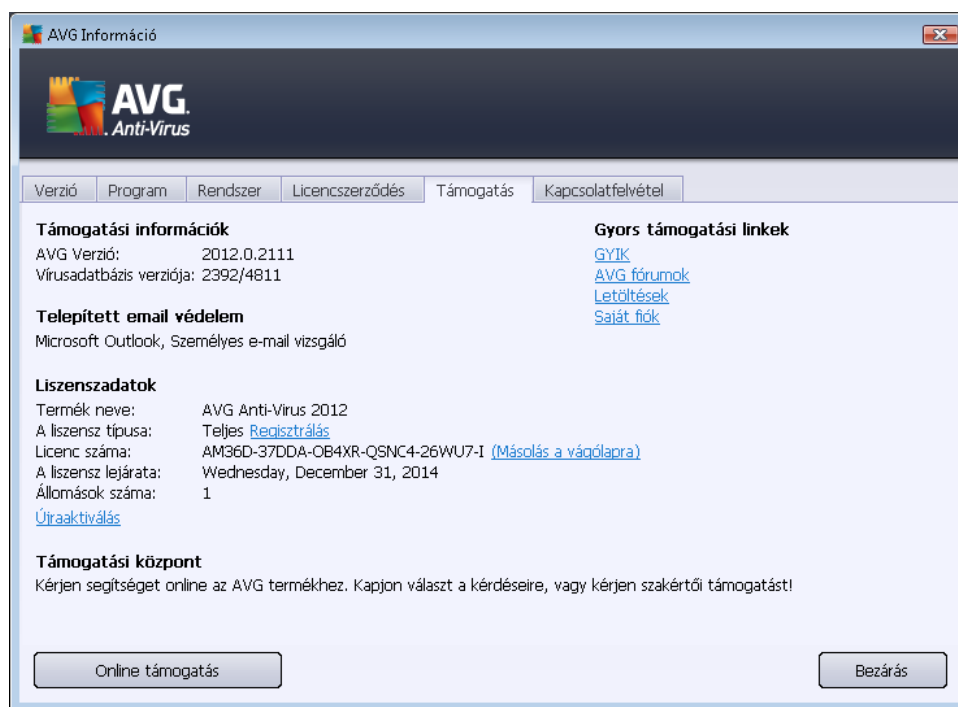 AVG Információ
AVG.
Anti-Virus
Verzió Program Rendszer Licencszerződés Támogatás Kapcsolatfelvétel
Támogatási információk
AVG Verzió: 2012.0.2111
Vírusadatbázis verziója: 2392/4811
Telepített email védelem
Microsoft Outlook, Személyes e-mail vizsgáló
Liszenszadatok
Termék neve: AVG Anti-Virus 2012
A liszensz típusa: Teljes Regisztrálás
Licenc száma: AM36D-37DDA-OB4XR-QSNC4-26WU7-I (Másolás a vágólapra)
A liszensz lejárata: Wednesday, December 31, 2014
Állomások száma: 1
Újraaktiválás
Támogatási központ
Kérjen segítséget online az AVG termékhez. Kapjon választ a kérdéseire, vagy kérjen szakértői támogatást!
Gyors támogatási linkek
GYIK
AVG fórumok
Letöltések
Saját fiók
Online támogatás
Bezárás